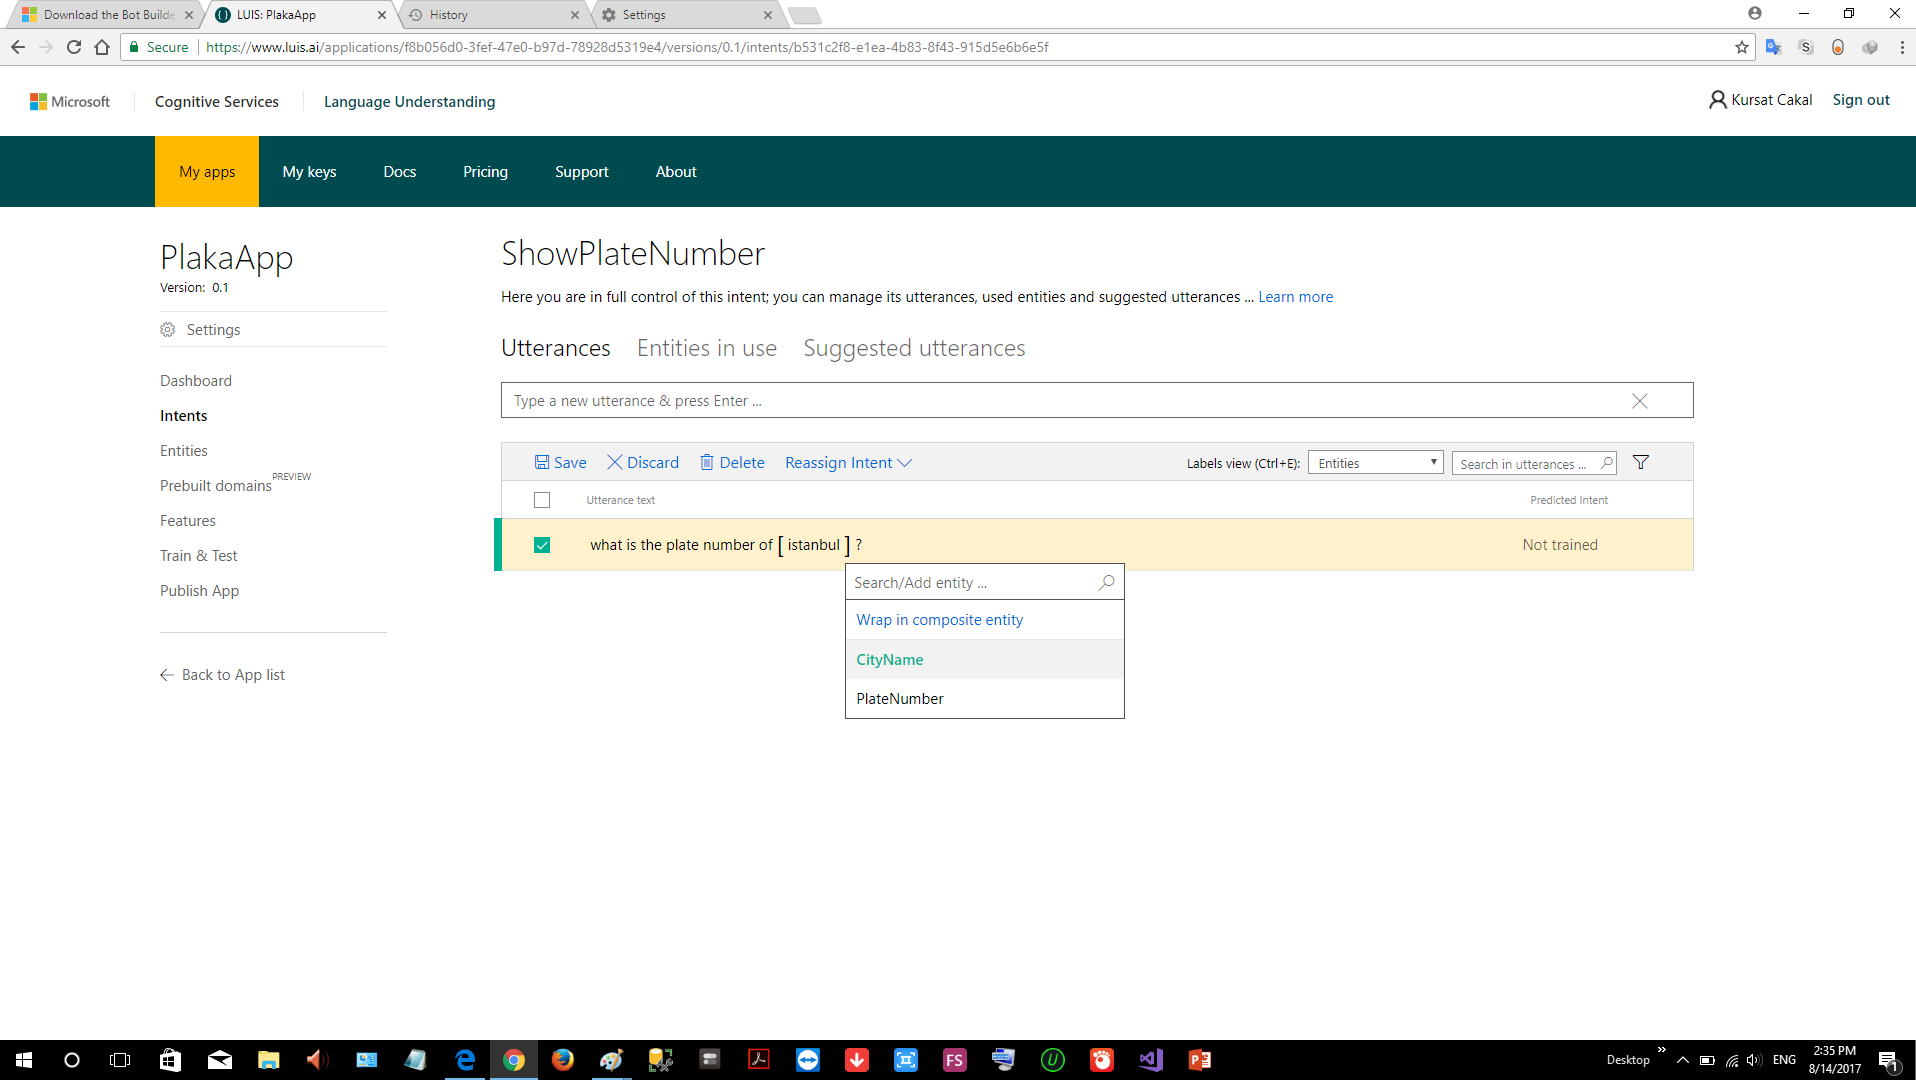 Download the Bot Builde
LUIS: PlakaApp
History
Settings
Secure
https://www.luis.ai/applications/f8b056d0-3fef-47e0-b97d-78928d5319e4/versions/0.1/intents/b531c2f8-e1ea-4b83-8f43-915d5e6b6e5f
Microsoft
Cognitive Services
Language Understanding
Kursat Cakal
Sign out
My apps
My keys
Docs
Pricing
Support
About
PlakaApp
Version: 0.1
Settings
Dashboard
Intents
Entities
Prebuilt domains PREVIEW
Features
Train & Test
Publish App
Back to App list
ShowPlateNumber
Here you are in full control of this intent; you can manage its utterances, used entities and suggested utterances ... Learn more
Utterances
Entities in use
Suggested utterances
Type a new utterance & press Enter ...
Save
Discard
Delete
Reassign Intent
Labels view (Ctrl+E):
Entities
Search in utterances ...
Utterance text
Predicted Intent
what is the plate number of [ istanbul ] ?
Not trained
Search/Add entity ...
Wrap in composite entity
CityName
PlateNumber
FS
U
Desktop
ENG
2:35 PM
8/14/2017
1